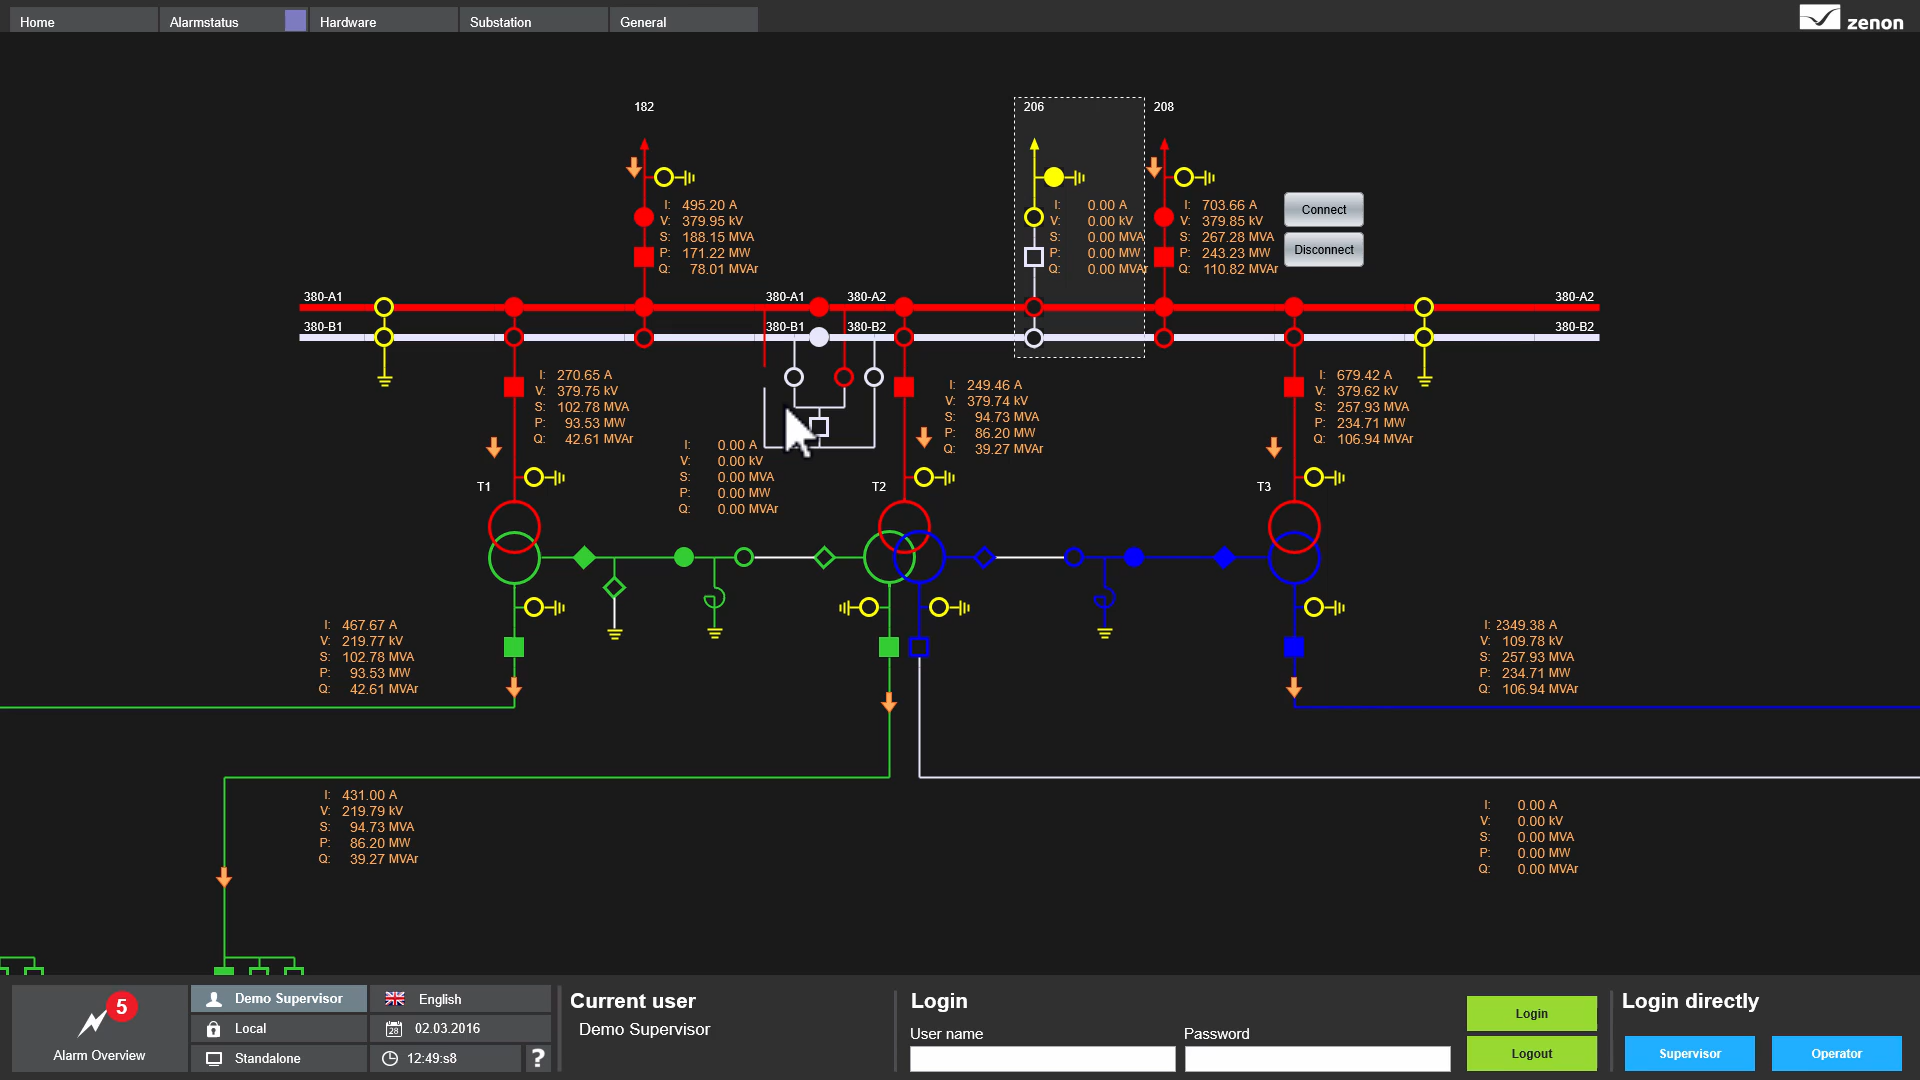 Home
Alarmstatus
Hardware
Substation
General
zenon
182
206
208
I: 495.20 A
V: 379.95 kV
S: 188.15 MVA
P: 171.22 MW
Q: 78.01 MVAr
I: 0.00 A
V: 0.00 kV
S: 0.00 MVA
P: 0.00 MW
Q: 0.00 MVAr
I: 703.66 A
V: 379.85 kV
S: 267.28 MVA
P: 243.23 MW
Q: 110.82 MVAr
Connect
Disconnect
380-A1
380-A1
380-A2
380-A2
380-B1
380-B1
380-B2
380-B2
I: 270.65 A
V: 379.75 kV
S: 102.78 MVA
P: 93.53 MW
Q: 42.61 MVAr
I: 0.00 A
V: 0.00 kV
S: 0.00 MVA
P: 0.00 MW
Q: 0.00 MVAr
I: 249.46 A
V: 379.74 kV
S: 94.73 MVA
P: 86.20 MW
Q: 39.27 MVAr
I: 679.42 A
V: 379.62 kV
S: 257.93 MVA
P: 234.71 MW
Q: 106.94 MVAr
T1
T2
T3
I: 467.67 A
V: 219.77 kV
S: 102.78 MVA
P: 93.53 MW
Q: 42.61 MVAr
I: 2349.38 A
V: 109.78 kV
S: 257.93 MVA
P: 234.71 MW
Q: 106.94 MVAr
I: 431.00 A
V: 219.79 kV
S: 94.73 MVA
P: 86.20 MW
Q: 39.27 MVAr
I: 0.00 A
V: 0.00 kV
S: 0.00 MVA
P: 0.00 MW
Q: 0.00 MVAr
5
Alarm Overview
Demo Supervisor
Local
Standalone
English
28
02.03.2016
12:49:s8
?
Current user
Demo Supervisor
Login
User name
Password
Login
Logout
Login directly
Supervisor
Operator